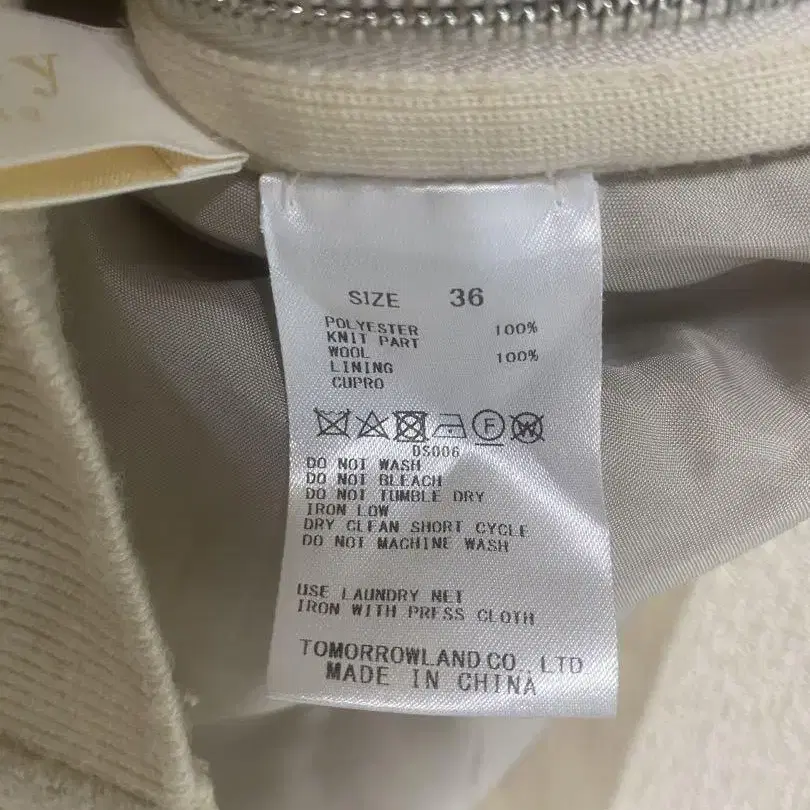 SIZE 36
POLYESTER 100%
KNIT PART
WOOL 100%
LINING
CUPRO
F W
DS006
DO NOT WASH
DO NOT BLEACH
DO NOT TUMBLE DRY
IRON LOW
DRY CLEAN SHORT CYCLE
DO NOT MACHINE WASH
USE LAUNDRY NET
IRON WITH PRESS CLOTH
TOMORROWLAND CO., LTD
MADE IN CHINA